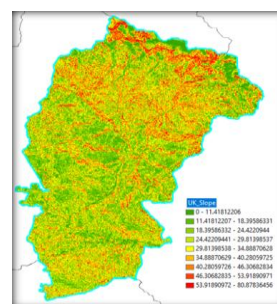 UK_Slope
0 - 11.41812206
11.41812207 - 18.39586331
18.39586332 - 24.4220944
24.42209441 - 29.81398537
29.81398538 - 34.88870628
34.88870629 - 40.28059725
40.28059726 - 46.30682834
46.30682835 - 53.91890971
53.91890972 - 80.87836456